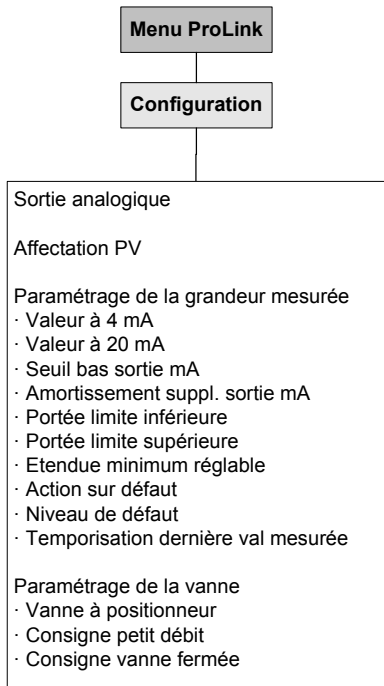 Menu ProLink
Configuration
Sortie analogique
Affectation PV
Paramétrage de la grandeur mesurée
· Valeur à 4 mA
· Valeur à 20 mA
· Seuil bas sortie mA
· Amortissement suppl. sortie mA
· Portée limite inférieure
· Portée limite supérieure
· Etendue minimum réglable
· Action sur défaut
· Niveau de défaut
· Temporisation dernière val mesurée
Paramétrage de la vanne
· Vanne à positionneur
· Consigne petit débit
· Consigne vanne fermée